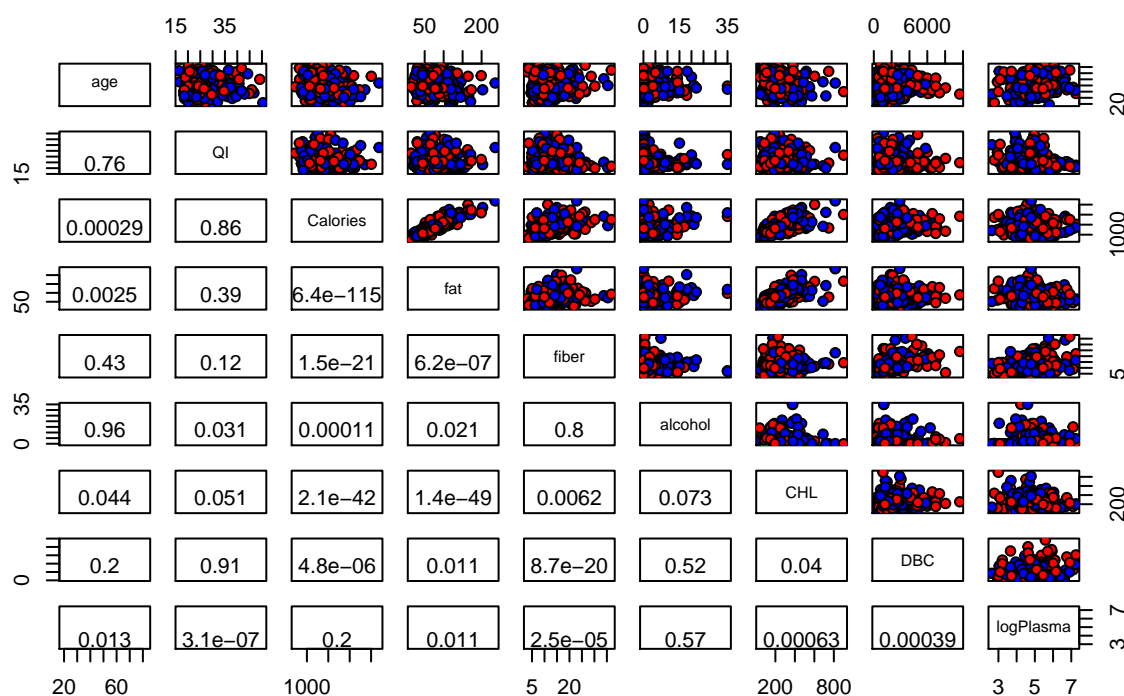 15 35 50 200 0 15 35 0 6000
age 20
15 0.76 QI
0.00029 0.86 Calories 1000
50 0.0025 0.39 6.4e−115 fat
0.43 0.12 1.5e−21 6.2e−07 fiber 5
0 35 0.96 0.031 0.00011 0.021 0.8 alcohol
0.044 0.051 2.1e−42 1.4e−49 0.0062 0.073 CHL 200
0 0.2 0.91 4.8e−06 0.011 8.7e−20 0.52 0.04 DBC
0.013 3.1e−07 0.2 0.011 2.5e−05 0.57 0.00063 0.00039 logPlasma 3 7
20 60 1000 5 20 200 800 3 5 7